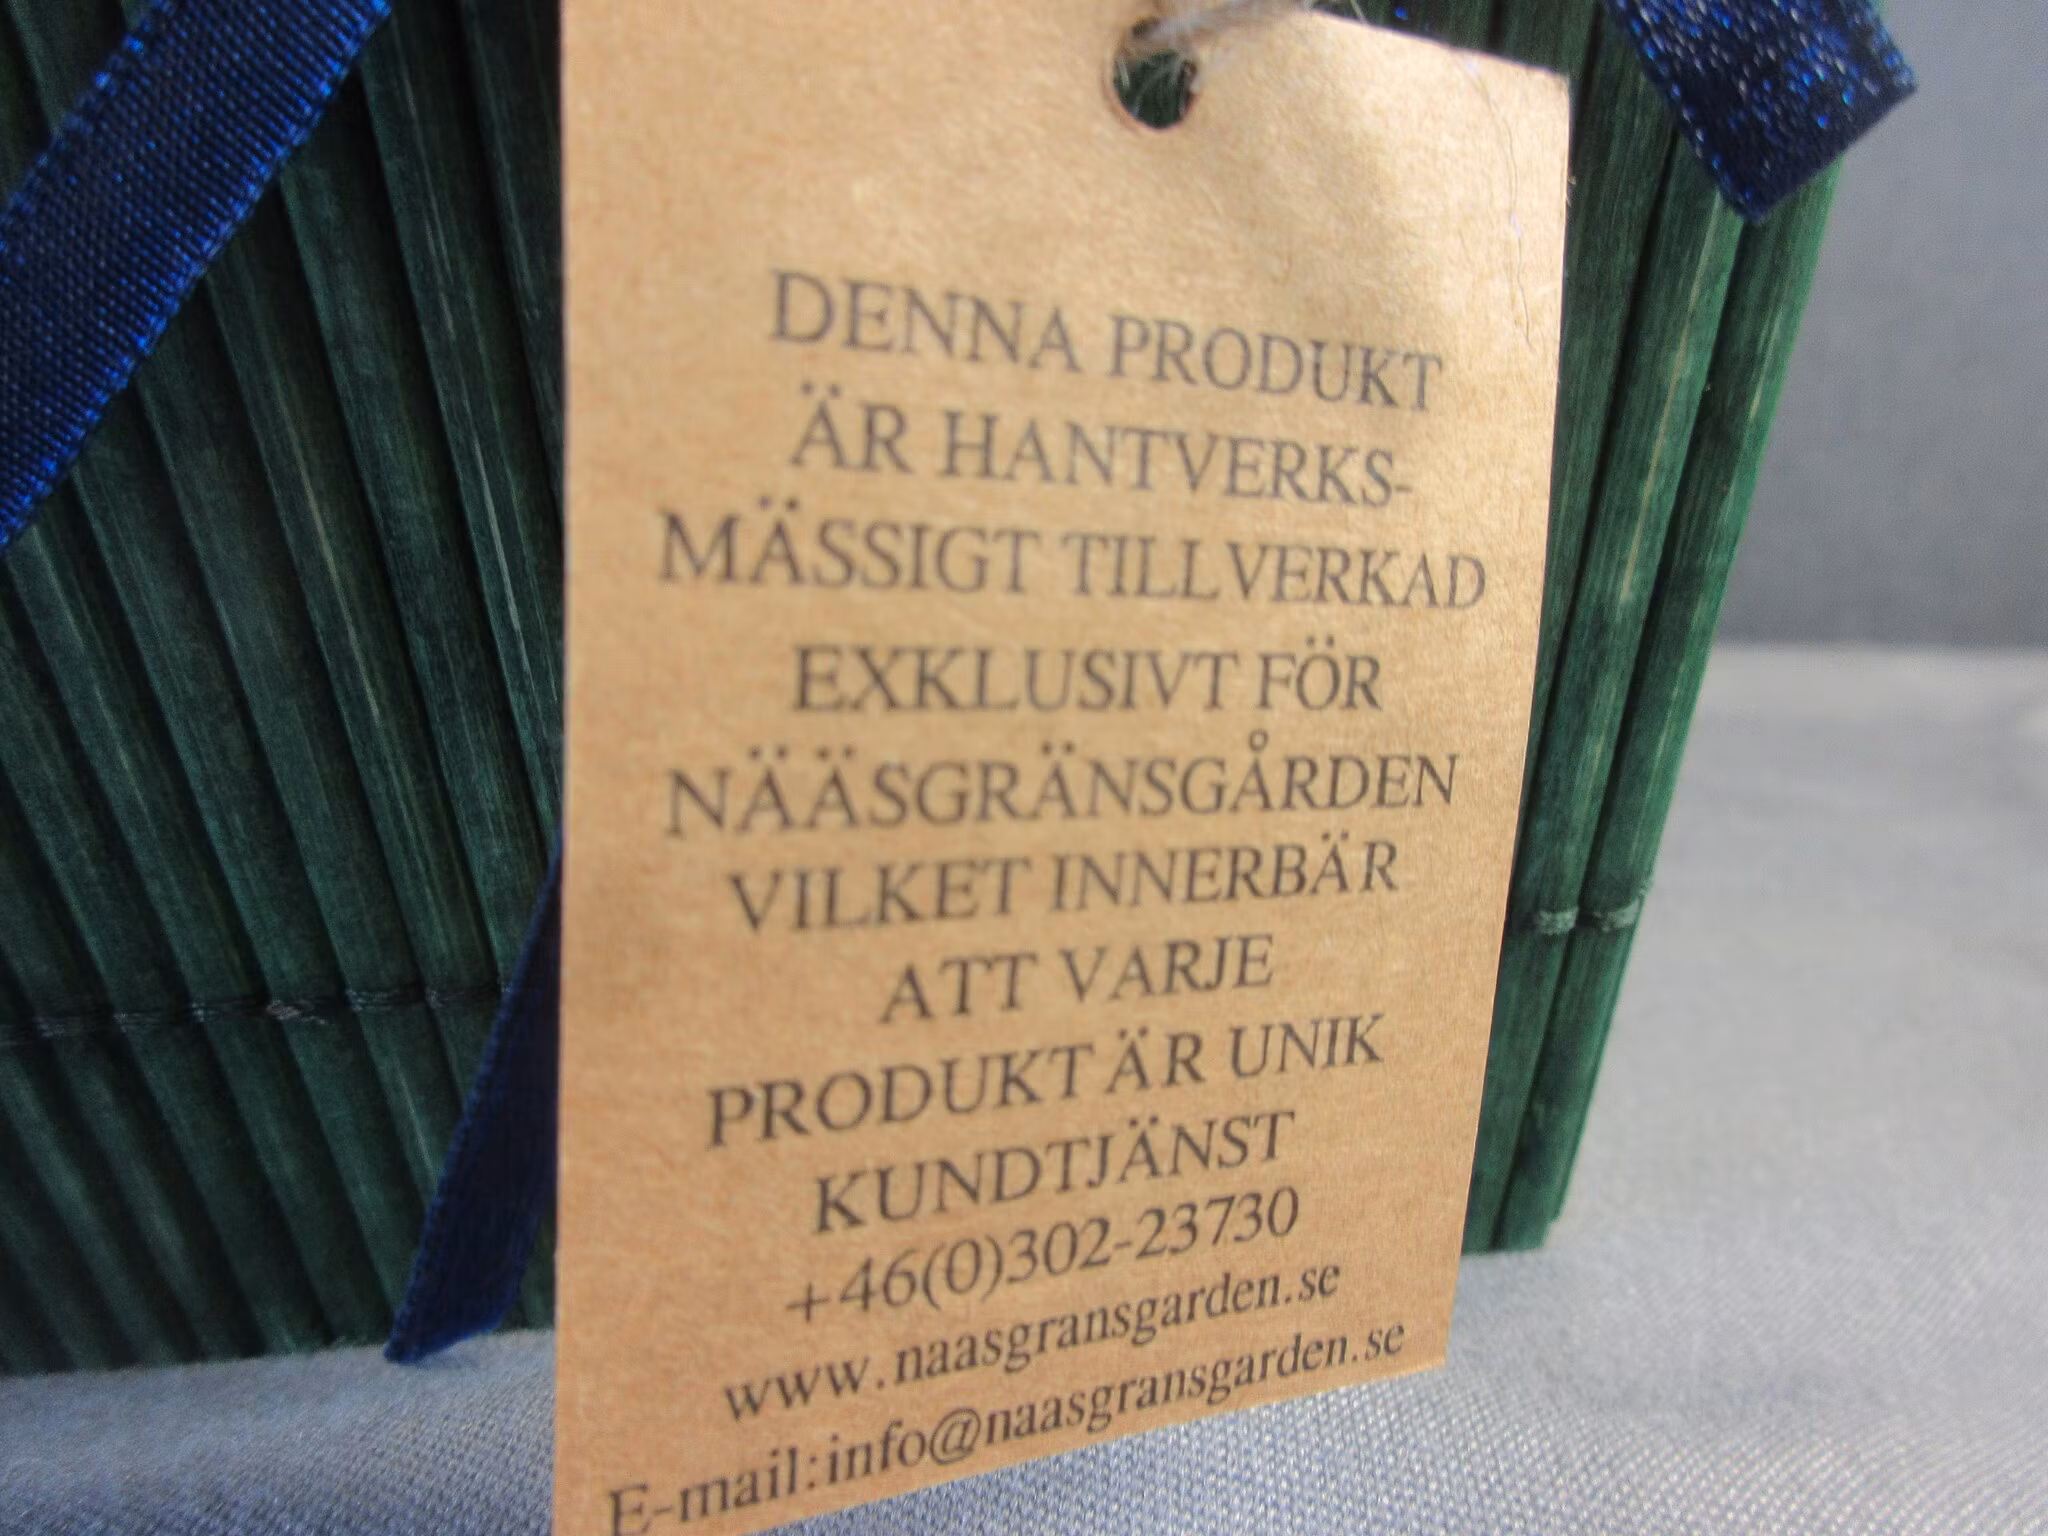 DENNA PRODUKT
ÄR HANTVERKS-
MÄSSIGT TILLVERKAD
EXKLUSIVT FÖR
NÄÄSGRÄNSGÅRDEN
VILKET INNERBÄR
ATT VARJE
PRODUKT ÄR UNIK
KUNDTJÄNST
+46(0)302-23730
www.naasgransgarden.se
E-mail:info@naasgransgarden.se